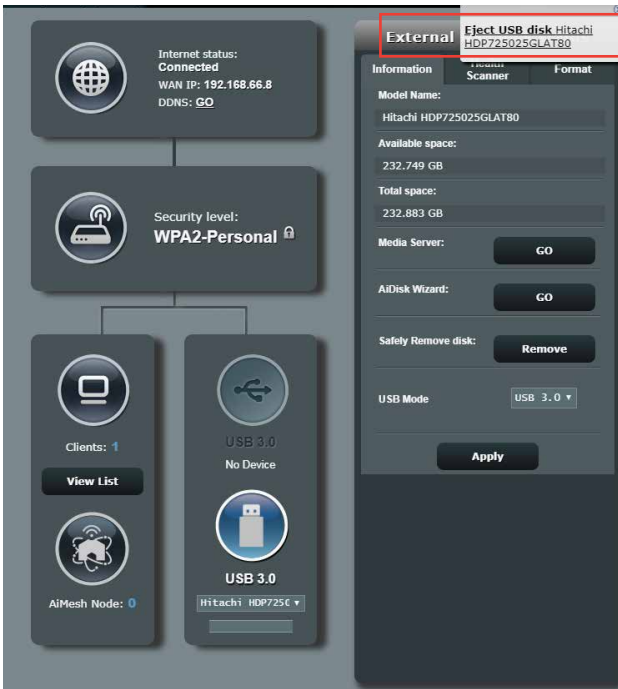 Internet status:
Connected
WAN IP: 192.168.66.8
DDNS: GO
Security level:
WPA2-Personal
Clients: 1
View List
AiMesh Node: 0
USB 3.0
No Device
USB 3.0
Hitachi HDP725
External
Eject USB disk Hitachi
HDP725025GLAT80
Information
Health
Scanner
Format
Model Name:
Hitachi HDP725025GLAT80
Available space:
232.749 GB
Total space:
232.883 GB
Media Server:
GO
AiDisk Wizard:
GO
Safely Remove disk:
Remove
USB Mode
USB 3.0
Apply